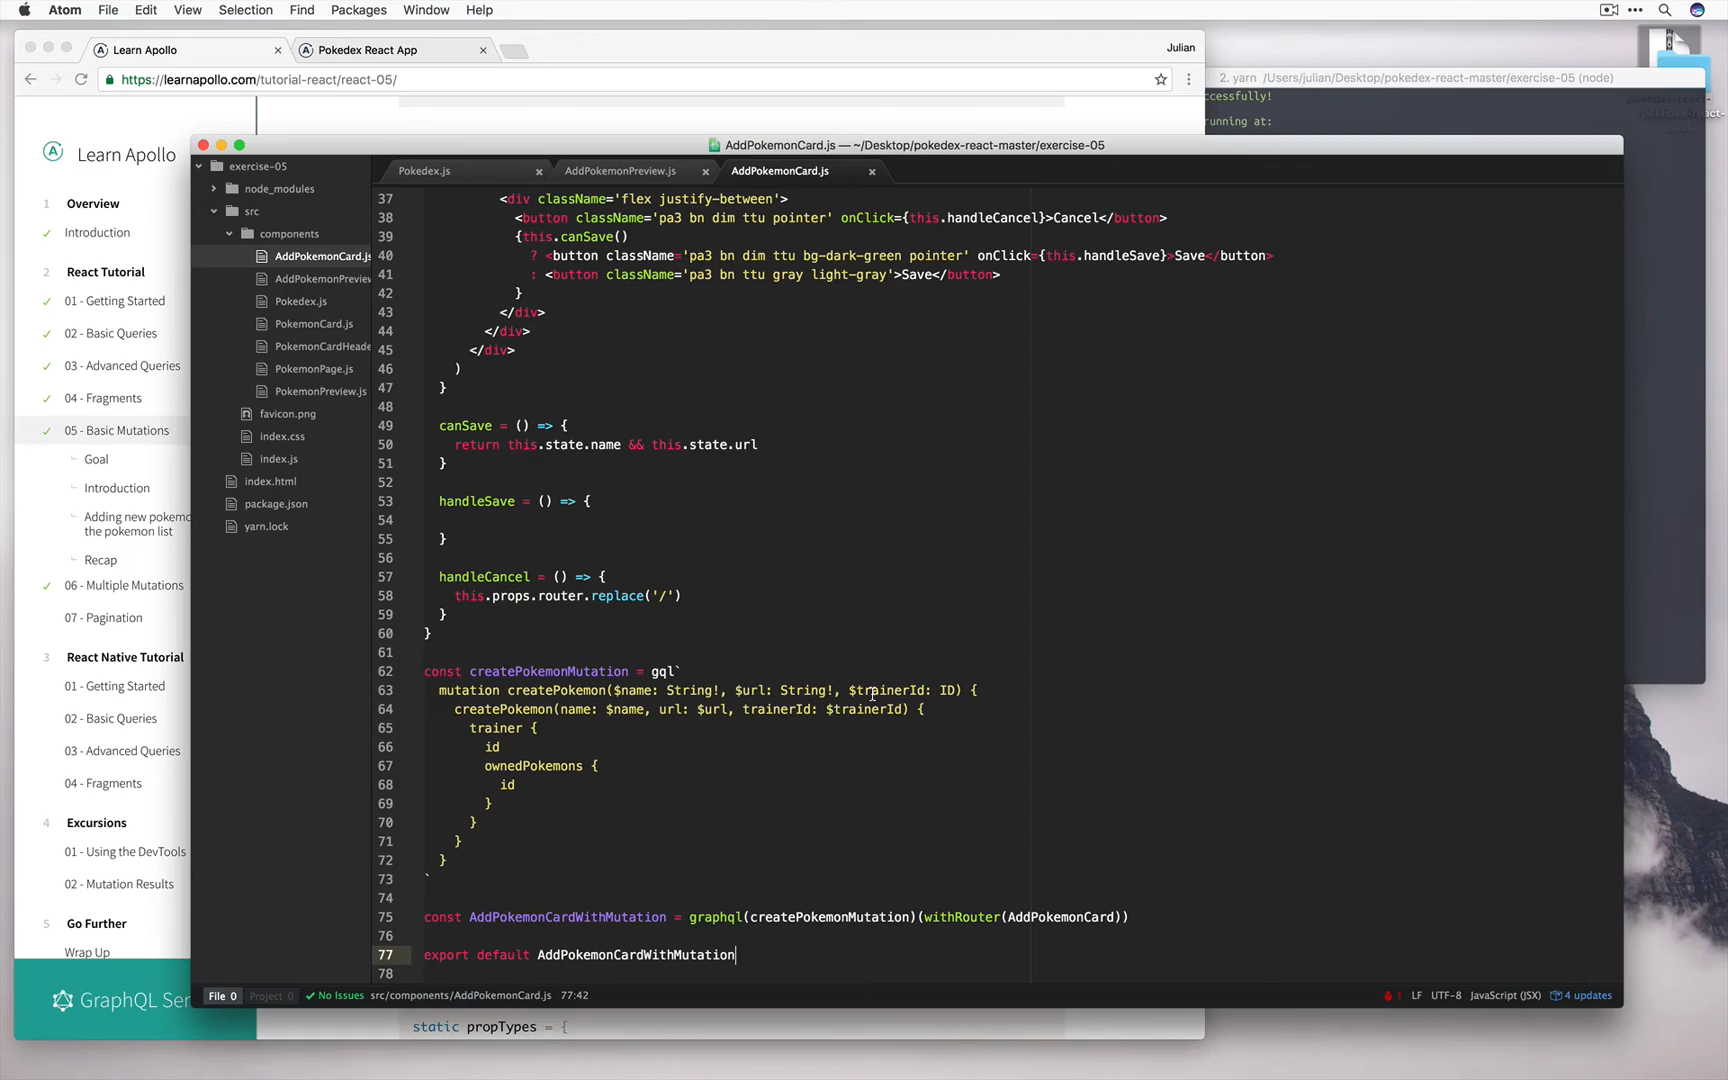 Atom File Edit View Selection Find Packages Window Help
Learn Apollo
Pokedex React App
Julian
https://learnapollo.com/tutorial-react/react-05/
2. yarn /Users/julian/Desktop/pokedex-react-master/exercise-05 (node)
ccessfully!
running at:
Learn Apollo
1 Overview
Introduction
2 React Tutorial
01 - Getting Started
02 - Basic Queries
03 - Advanced Queries
04 - Fragments
05 - Basic Mutations
Goal
Introduction
Adding new pokemo
the pokemon list
Recap
06 - Multiple Mutations
07 - Pagination
3 React Native Tutorial
01 - Getting Started
02 - Basic Queries
03 - Advanced Queries
04 - Fragments
4 Excursions
01 - Using the DevTools
02 - Mutation Results
5 Go Further
Wrap Up
GraphQL Ser
static propTypes = {
AddPokemonCard.js — ~/Desktop/pokedex-react-master/exercise-05
exercise-05
node_modules
src
components
AddPokemonCard.js
AddPokemonPreview
Pokedex.js
PokemonCard.js
PokemonCardHeade
PokemonPage.js
PokemonPreview.js
favicon.png
index.css
index.js
index.html
package.json
yarn.lock
Pokedex.js
AddPokemonPreview.js
AddPokemonCard.js
37 <div className='flex justify-between'>
38 <button className='pa3 bn dim ttu pointer' onClick={this.handleCancel}>Cancel</button>
39 {this.canSave()
40 ? <button className='pa3 bn dim ttu bg-dark-green pointer' onClick={this.handleSave}>Save</button>
41 : <button className='pa3 bn ttu gray light-gray'>Save</button>
42 }
43 </div>
44 </div>
45 </div>
46 )
47 }
48
49 canSave = () => {
50 return this.state.name && this.state.url
51 }
52
53 handleSave = () => {
54
55 }
56
57 handleCancel = () => {
58 this.props.router.replace('/')
59 }
60 }
61
62 const createPokemonMutation = gql`
63 mutation createPokemon($name: String!, $url: String!, $trainerId: ID) {
64 createPokemon(name: $name, url: $url, trainerId: $trainerId) {
65 trainer {
66 id
67 ownedPokemons {
68 id
69 }
70 }
71 }
72 }
73 `
74
75 const AddPokemonCardWithMutation = graphql(createPokemonMutation)(withRouter(AddPokemonCard))
76
77 export default AddPokemonCardWithMutation
78
File 0 Project 0 No Issues src/components/AddPokemonCard.js 77:42
LF UTF-8 JavaScript (JSX) 4 updates